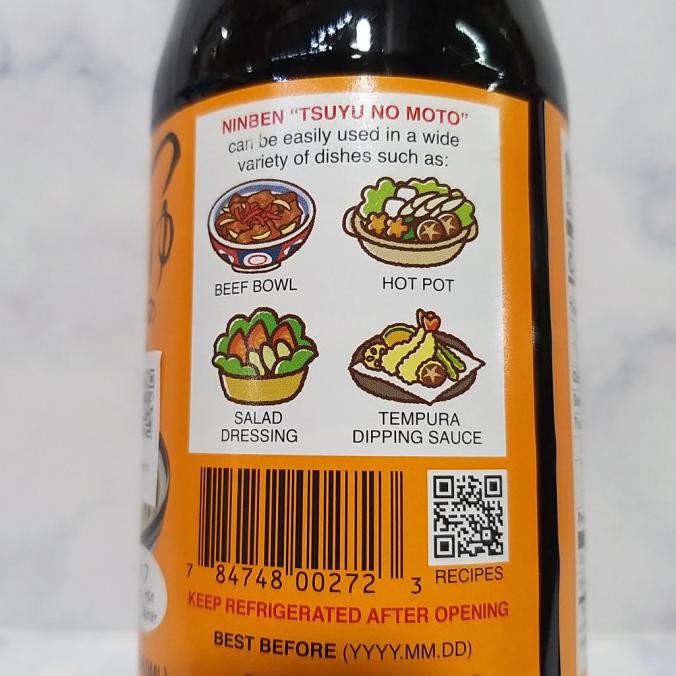 NINBEN "TSUYU NO MOTO"
can be easily used in a wide
variety of dishes such as:
BEEF BOWL
HOT POT
SALAD
DRESSING
TEMPURA
DIPPING SAUCE
7 84748 00272 3
RECIPES
KEEP REFRIGERATED AFTER OPENING
BEST BEFORE (YYYY.MM.DD)